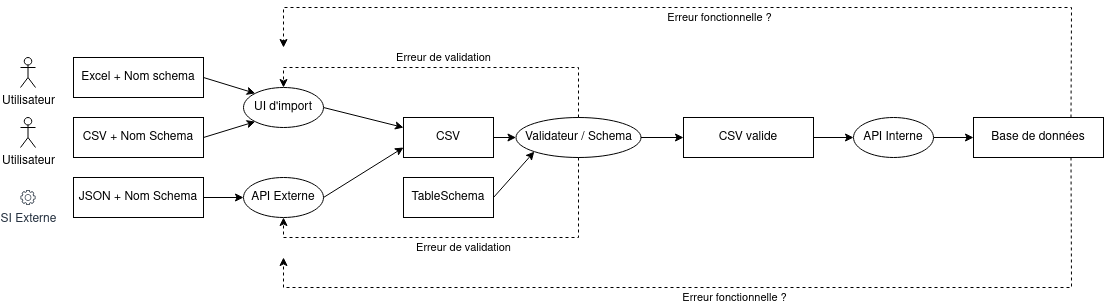 Erreur fonctionnelle ?
Erreur de validation
Utilisateur
Excel + Nom schema
UI d'import
Utilisateur
CSV + Nom Schema
CSV
Validateur / Schema
CSV valide
API Interne
Base de données
SI Externe
JSON + Nom Schema
API Externe
TableSchema
Erreur de validation
Erreur fonctionnelle ?